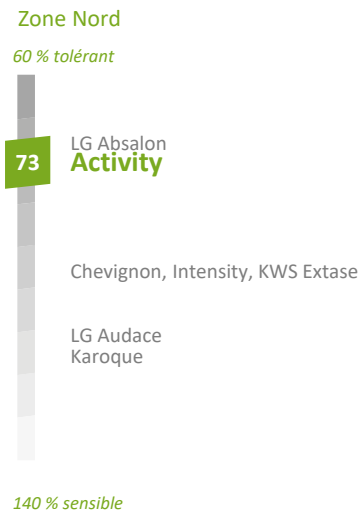 Zone Nord
60 % tolérant
LG Absalon
73 Activity
Chevignon, Intensity, KWS Extase
LG Audace
Karoque
140 % sensible